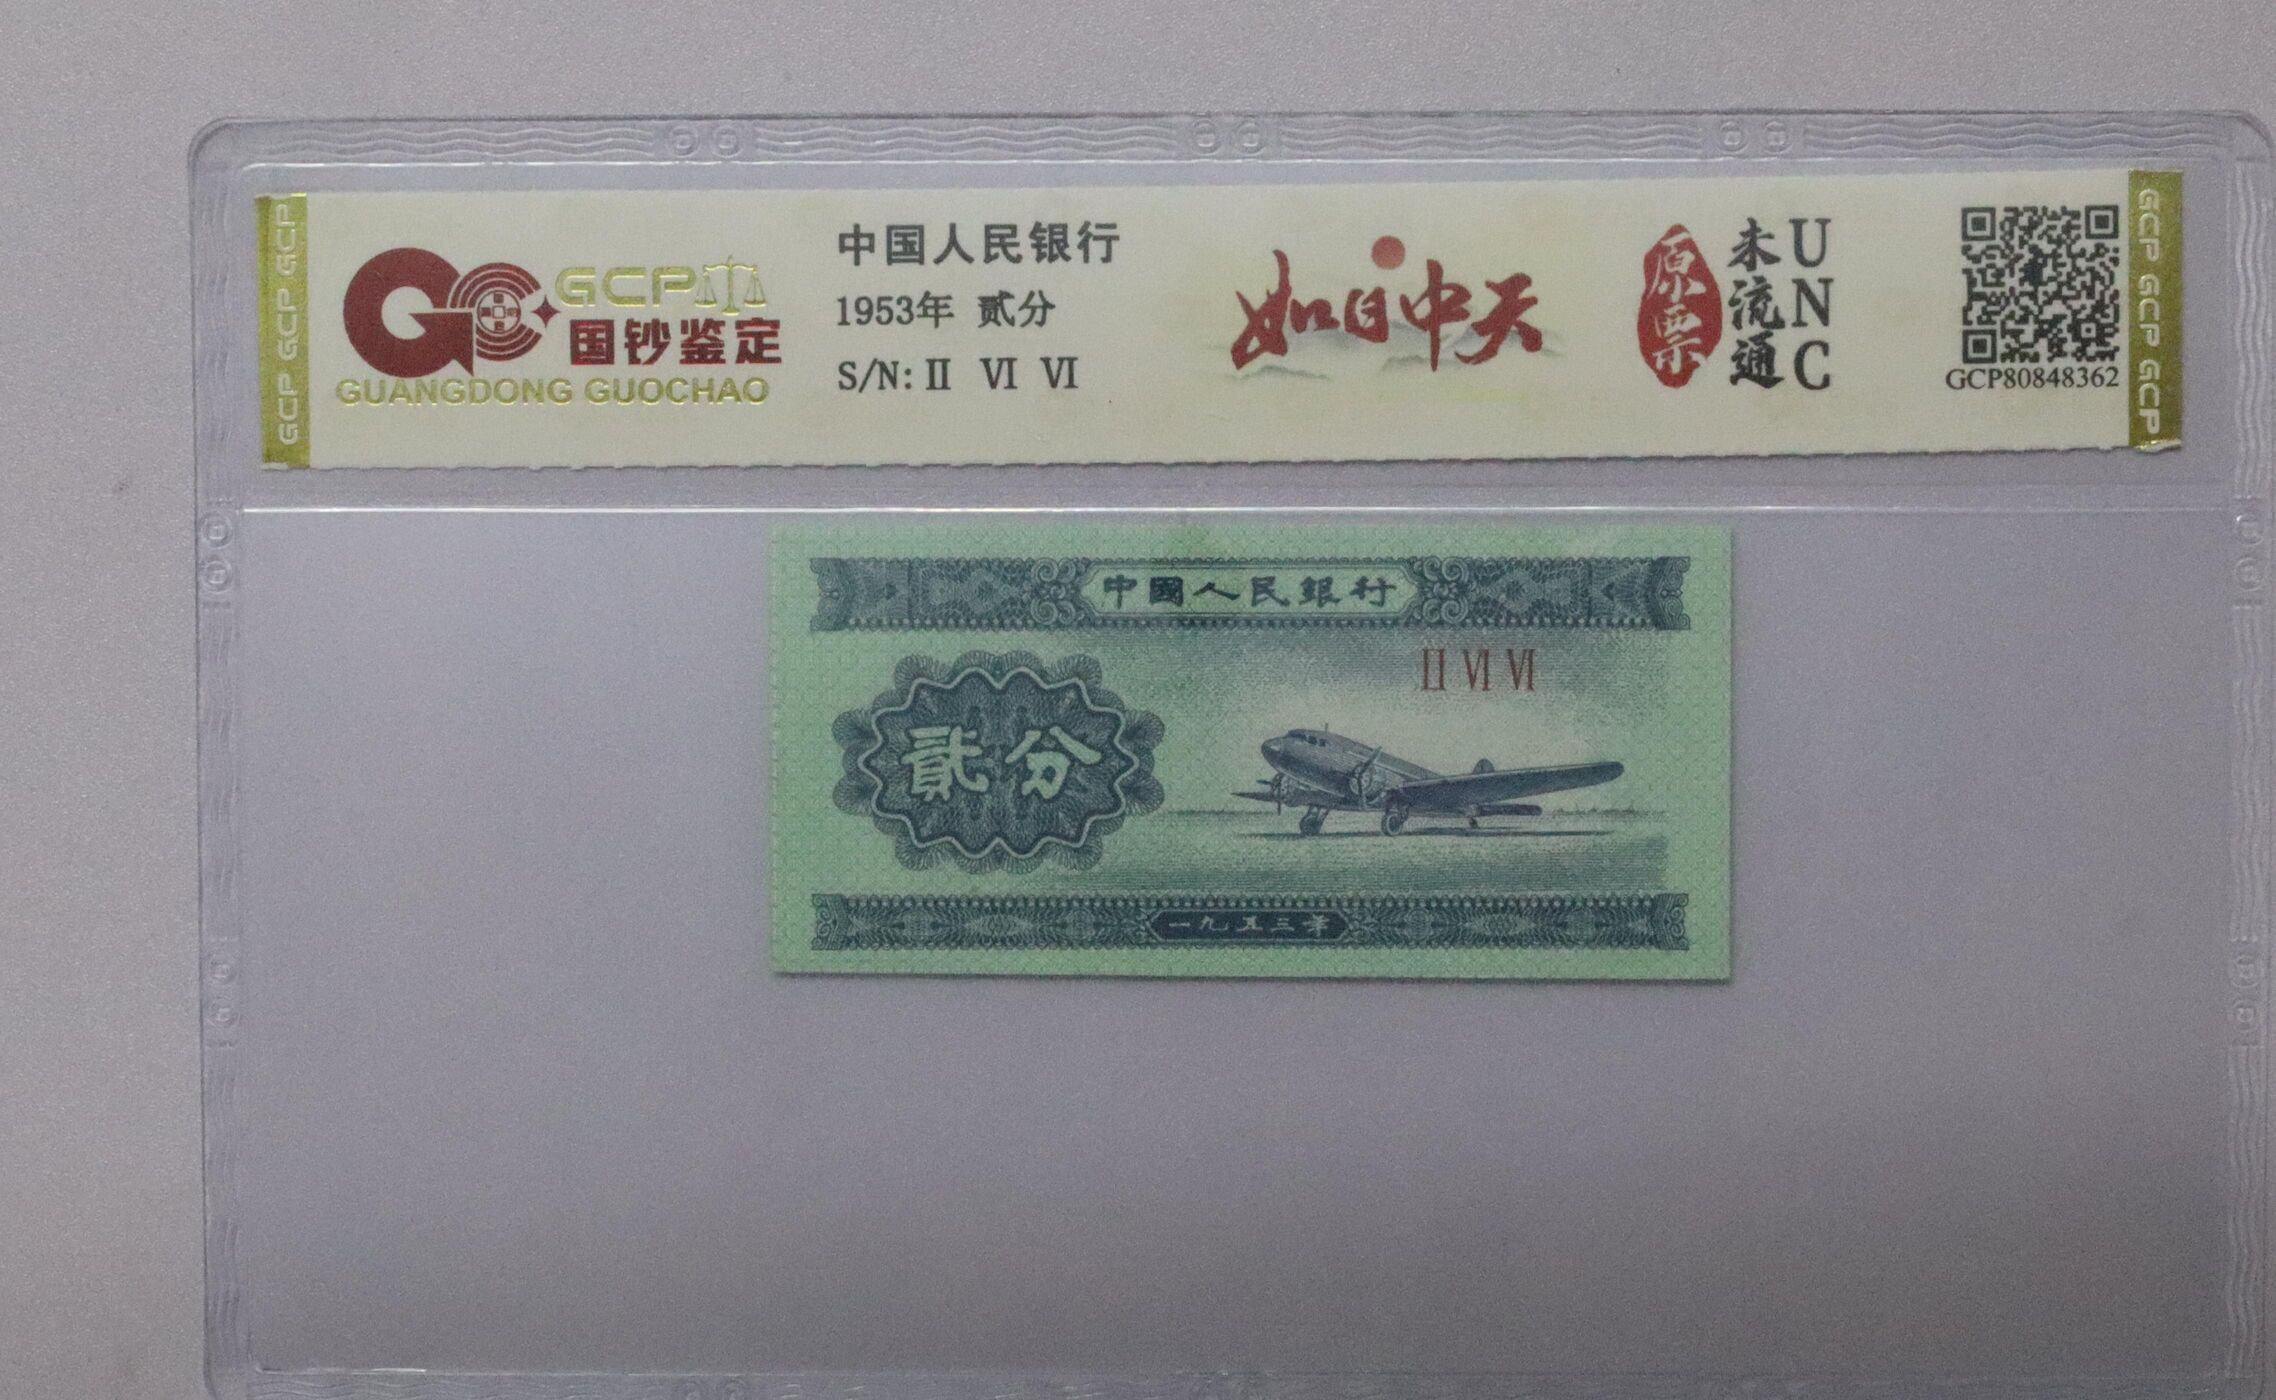 GCP GCP GCP
GCP
国钞鉴定
GUANGDONG GUOCHAO
中国人民银行
1953年 贰分
S/N: II VI VI
如日中天
原票
未流通
UNC
GCP80848362
GCP GCP GCP
中國人民銀行
II VI VI
貳分
一九五三年